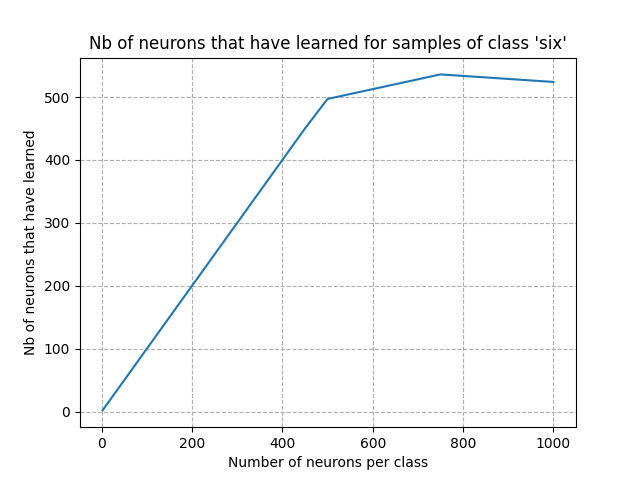 Nb of neurons that have learned for samples of class 'six'
Nb of neurons that have learned
500
400
300
200
100
0
0 200 400 600 800 1000
Number of neurons per class